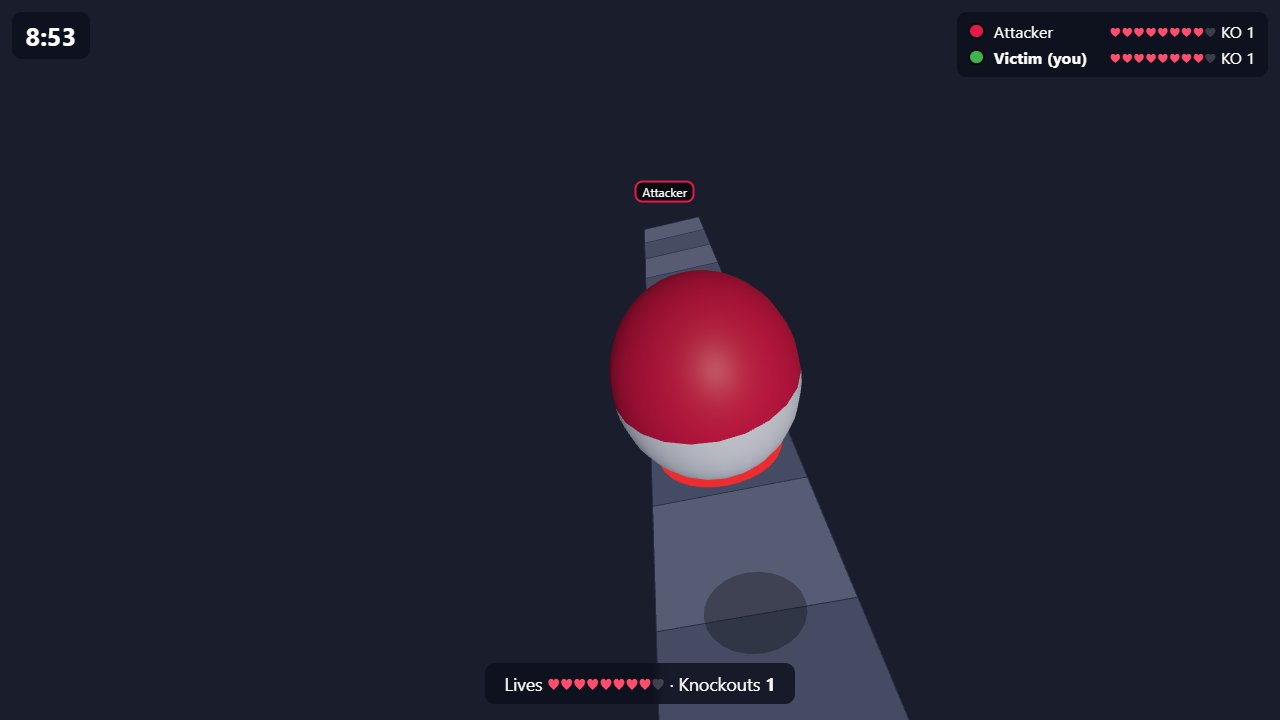 8:53
Attacker KO 1
Victim (you) KO 1
Attacker
Lives · Knockouts 1